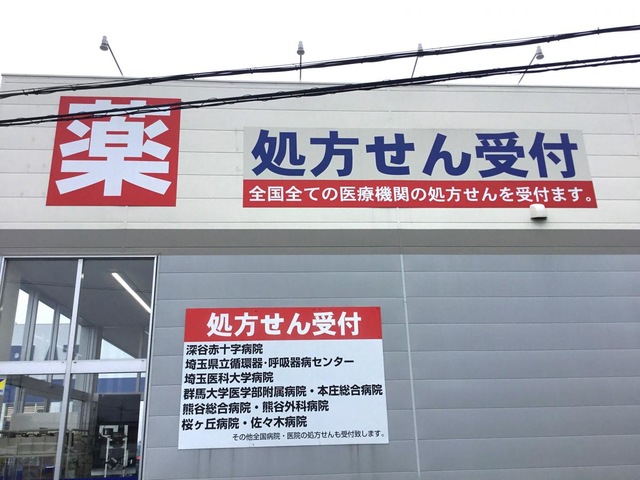 薬
処方せん受付
全国全ての医療機関の処方せんを受付ます。
処方せん受付
深谷赤十字病院
埼玉県立循環器・呼吸器病センター
埼玉医科大学病院
群馬大学医学部附属病院・本庄総合病院
熊谷総合病院・熊谷外科病院
桜ヶ丘病院・佐々木病院
その他全国病院・医院の処方せんも受付致します。